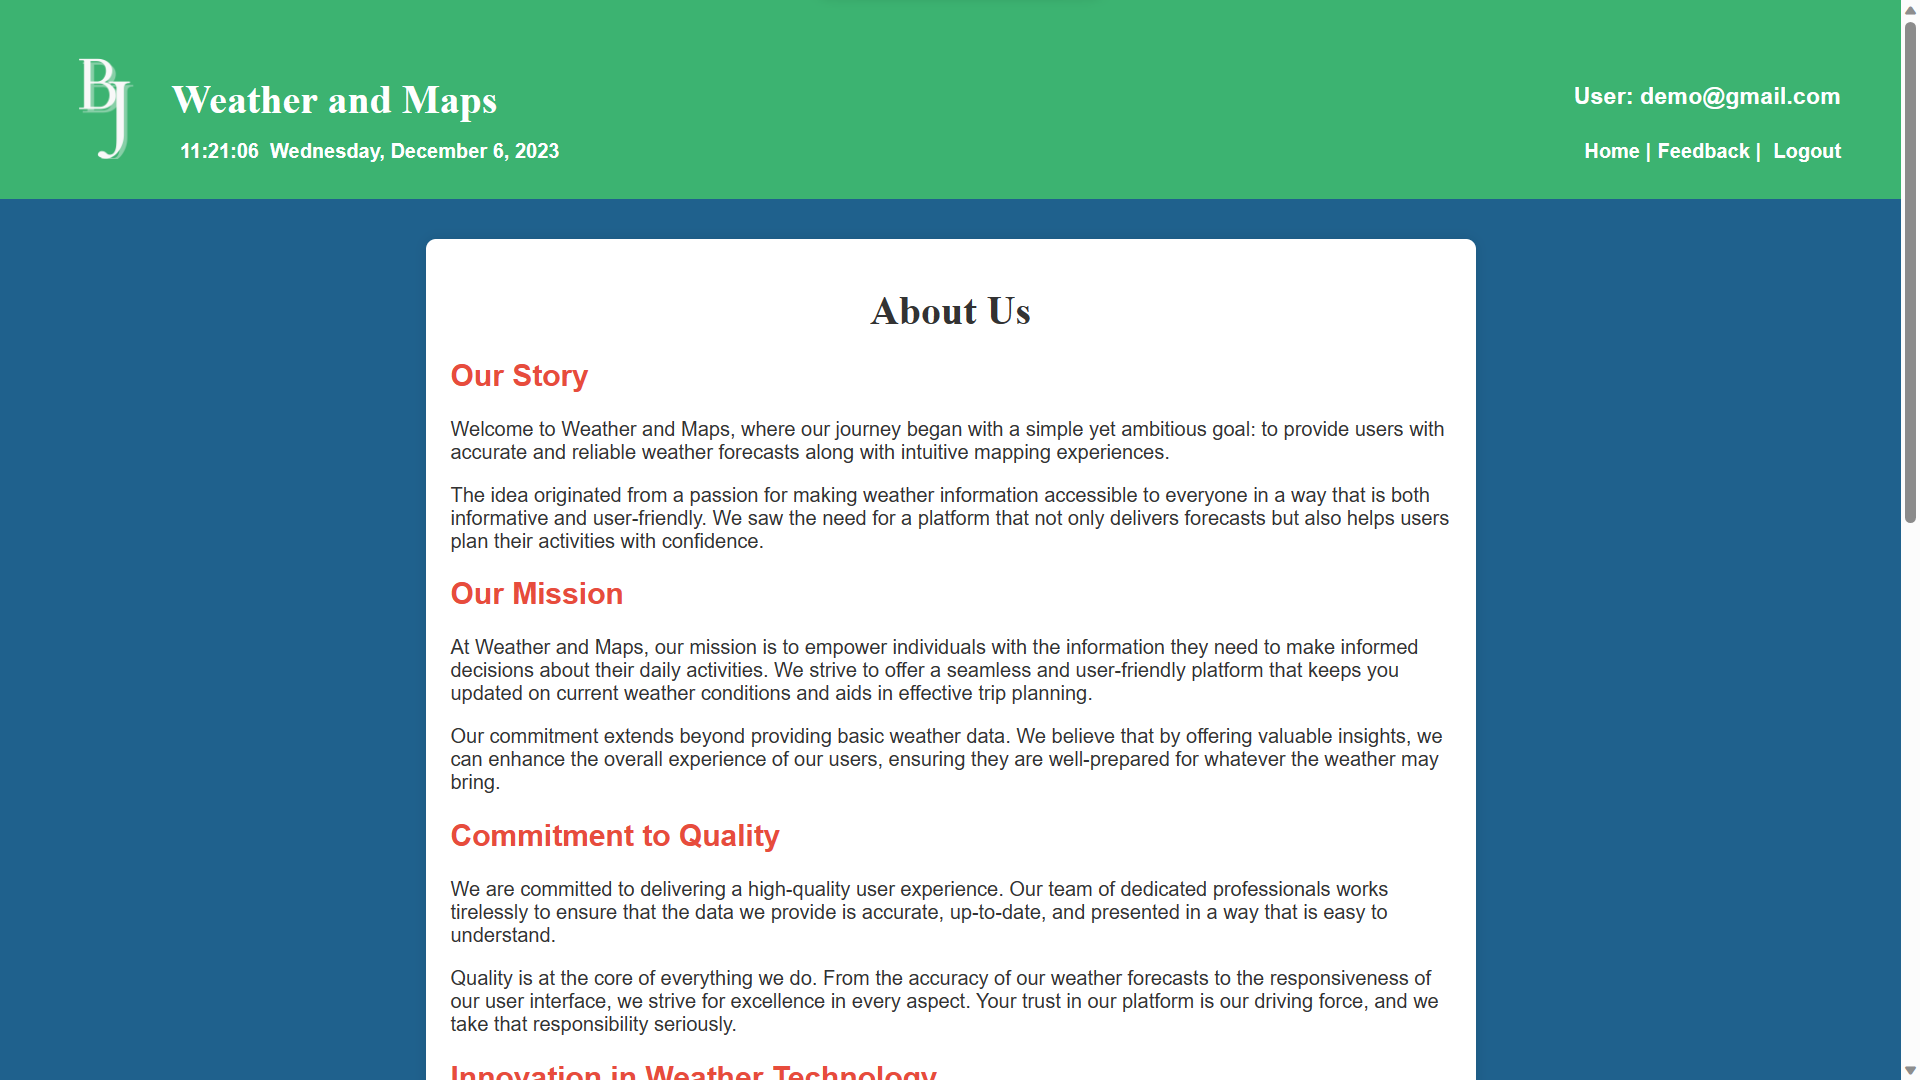 BJ
Weather and Maps
User: demo@gmail.com
11:21:06 Wednesday, December 6, 2023
Home | Feedback | Logout
About Us
Our Story
Welcome to Weather and Maps, where our journey began with a simple yet ambitious goal: to provide users with
accurate and reliable weather forecasts along with intuitive mapping experiences.
The idea originated from a passion for making weather information accessible to everyone in a way that is both
informative and user-friendly. We saw the need for a platform that not only delivers forecasts but also helps users
plan their activities with confidence.
Our Mission
At Weather and Maps, our mission is to empower individuals with the information they need to make informed
decisions about their daily activities. We strive to offer a seamless and user-friendly platform that keeps you
updated on current weather conditions and aids in effective trip planning.
Our commitment extends beyond providing basic weather data. We believe that by offering valuable insights, we
can enhance the overall experience of our users, ensuring they are well-prepared for whatever the weather may
bring.
Commitment to Quality
We are committed to delivering a high-quality user experience. Our team of dedicated professionals works
tirelessly to ensure that the data we provide is accurate, up-to-date, and presented in a way that is easy to
understand.
Quality is at the core of everything we do. From the accuracy of our weather forecasts to the responsiveness of
our user interface, we strive for excellence in every aspect. Your trust in our platform is our driving force, and we
take that responsibility seriously.
Innovation in Weather Technology